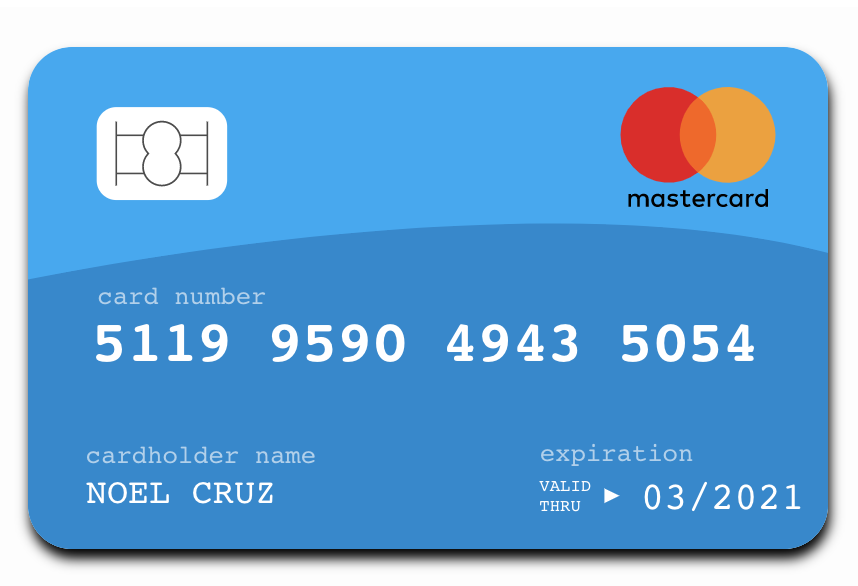 mastercard
card number
5119 9590 4943 5054
cardholder name
NOEL CRUZ
expiration
VALID THRU ▶ 03/2021